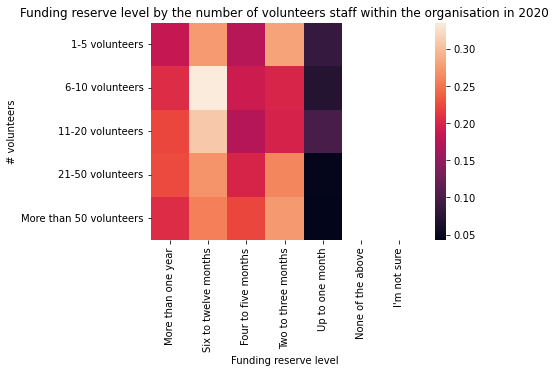 Funding reserve level by the number of volunteers staff within the organisation in 2020
# volunteers
1-5 volunteers
6-10 volunteers
11-20 volunteers
21-50 volunteers
More than 50 volunteers
More than one year
Six to twelve months
Four to five months
Two to three months
Up to one month
None of the above
I'm not sure
Funding reserve level
0.30
0.25
0.20
0.15
0.10
0.05